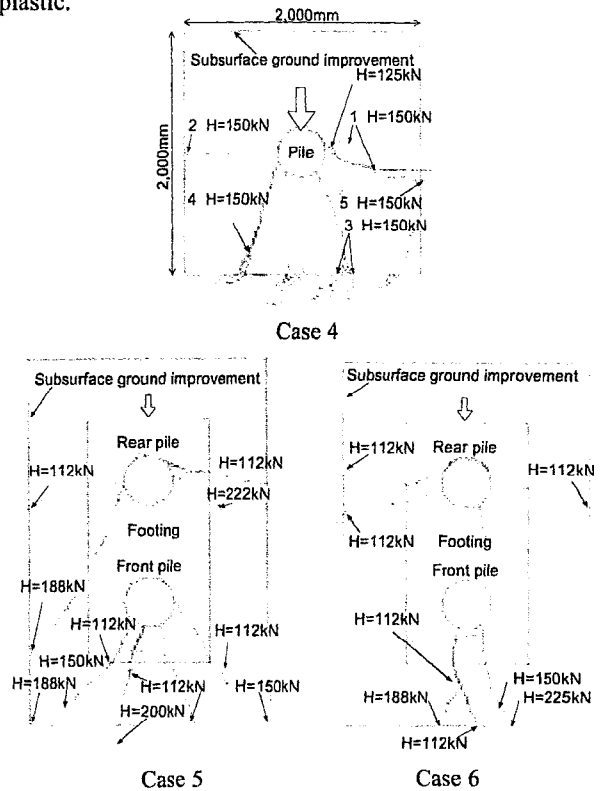 plastic.
2,000mm
Subsurface ground improvement
H=125kN
1 H=150kN
2 H=150kN
Pile
2,000mm
4 H=150kN
5 H=150kN
3 H=150kN
Case 4
Subsurface ground improvement
Rear pile
H=112kN
H=112kN
H=222kN
Footing
Front pile
H=188kN
H=112kN
H=112kN
H=150kN
H=188kN
H=112kN
H=150kN
H=200kN
Case 5
Subsurface ground improvement
H=112kN
Rear pile
H=112kN
H=112kN
Footing
Front pile
H=112kN
H=150kN
H=188kN
H=225kN
H=112kN
Case 6